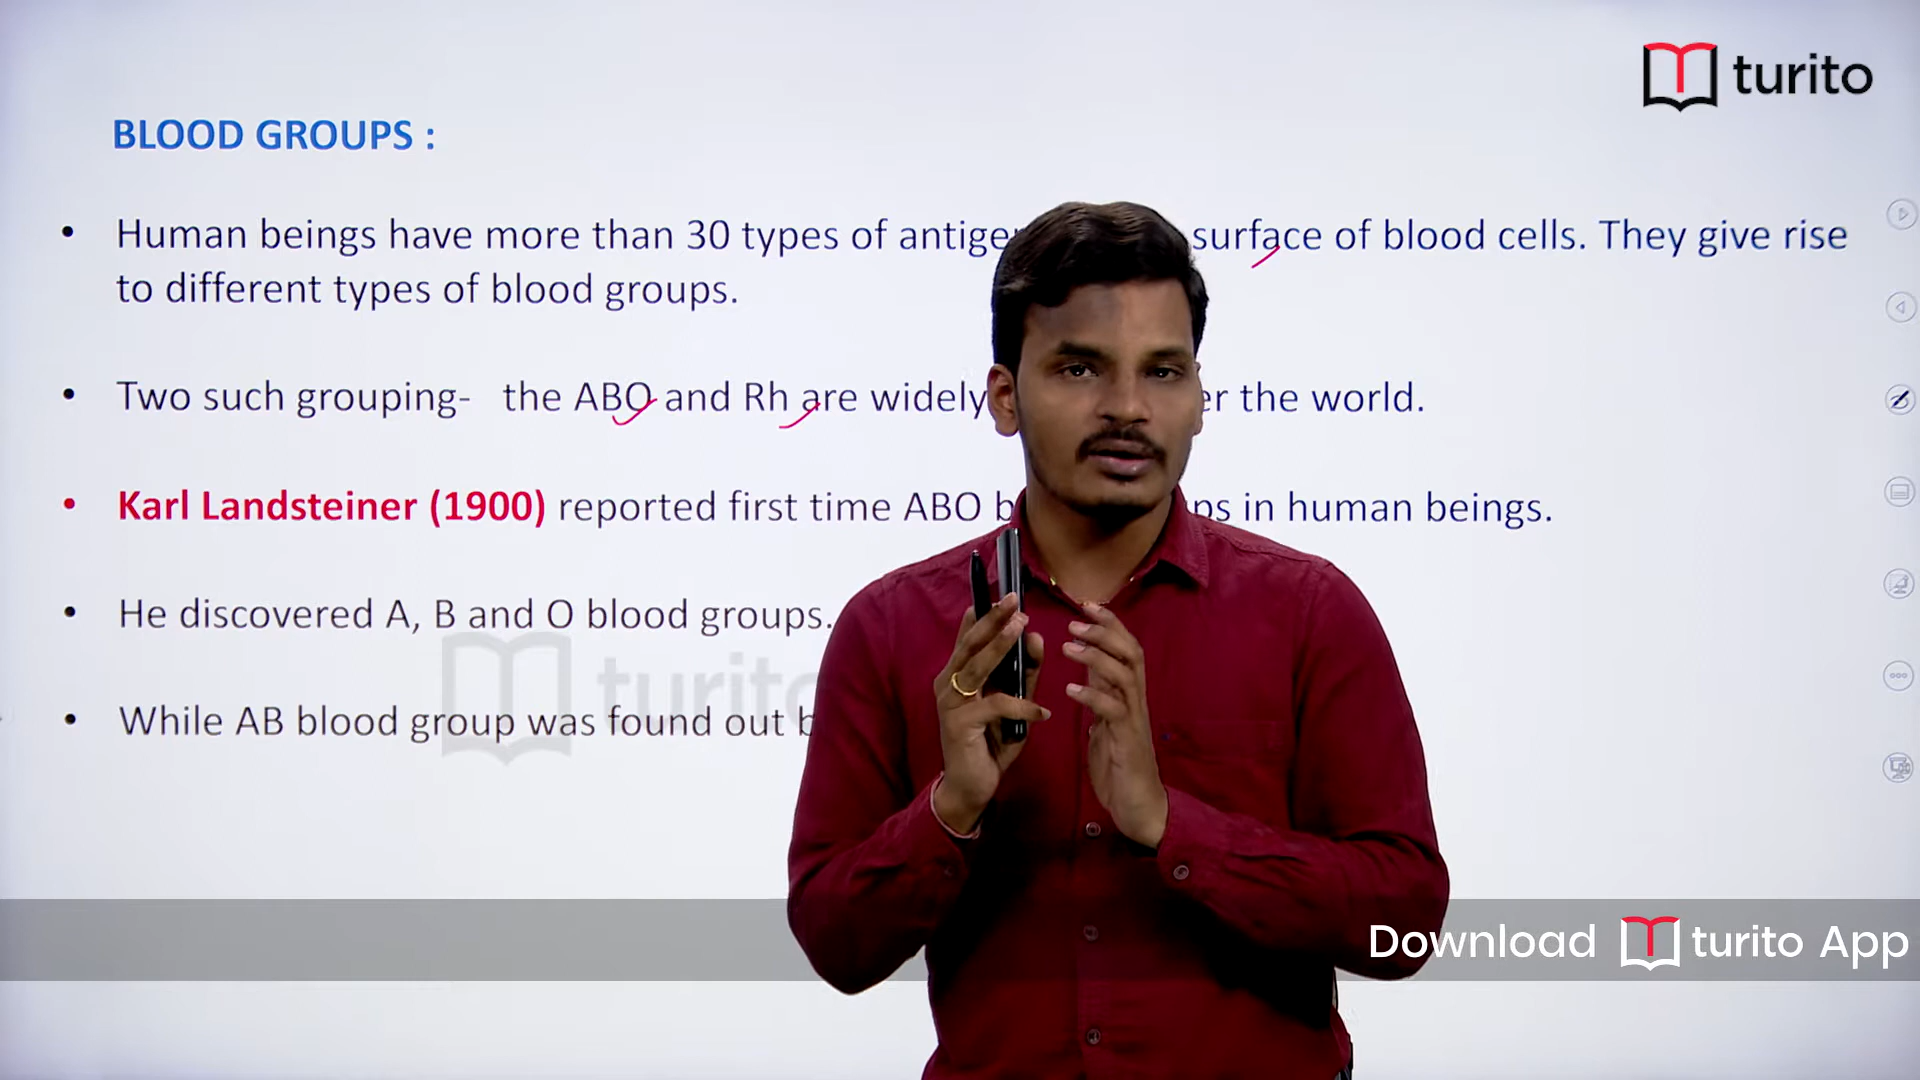 turito
BLOOD GROUPS :
• Human beings have more than 30 types of surface of blood cells. They give rise
to different types of blood groups.
• Two such grouping- the ABO and Rh are widely the world.
• Karl Landsteiner (1900) reported first time ABO in human beings.
• He discovered A, B and O blood groups.
turito
• While AB blood group was found out
Download turito App